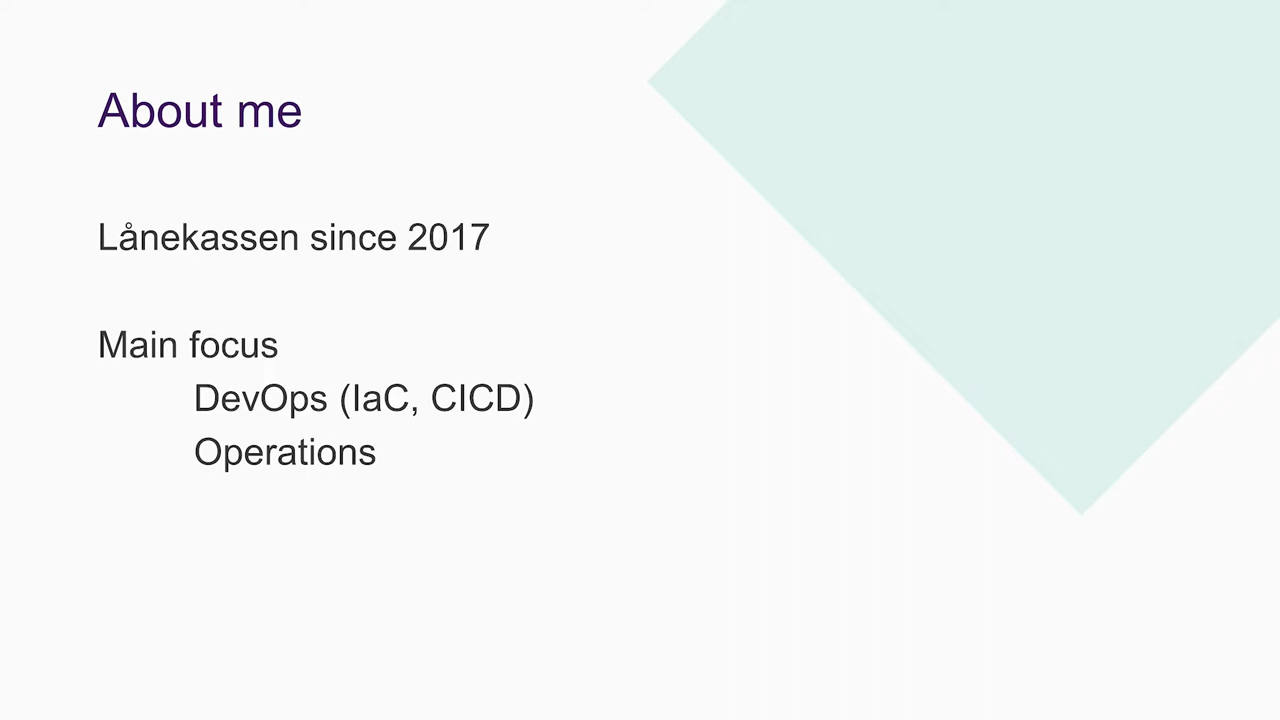 About me
Lånekassen since 2017
Main focus
DevOps (IaC, CICD)
Operations